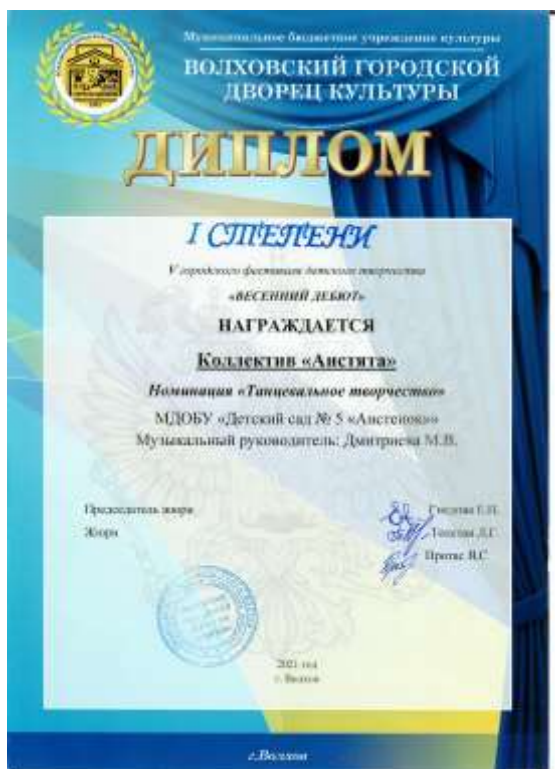 Муниципальное бюджетное учреждение культуры
ВОЛХОВСКИЙ ГОРОДСКОЙ
ДВОРЕЦ КУЛЬТУРЫ
ДИПЛОМ
I СТЕПЕНИ
V городского фестиваля детского творчества
«ВЕСЕННИЙ ДЕБЮТ»
НАГРАЖДАЕТСЯ
Коллектив «Аистята»
Номинация «Танцевальное творчество»
МДОБУ «Детский сад № 5 «Аистенок»»
Музыкальный руководитель: Дмитриева М.В.
Председатель жюри
Жюри
Протас Я.С.
2021 год
г. Волхов
г.Волхов